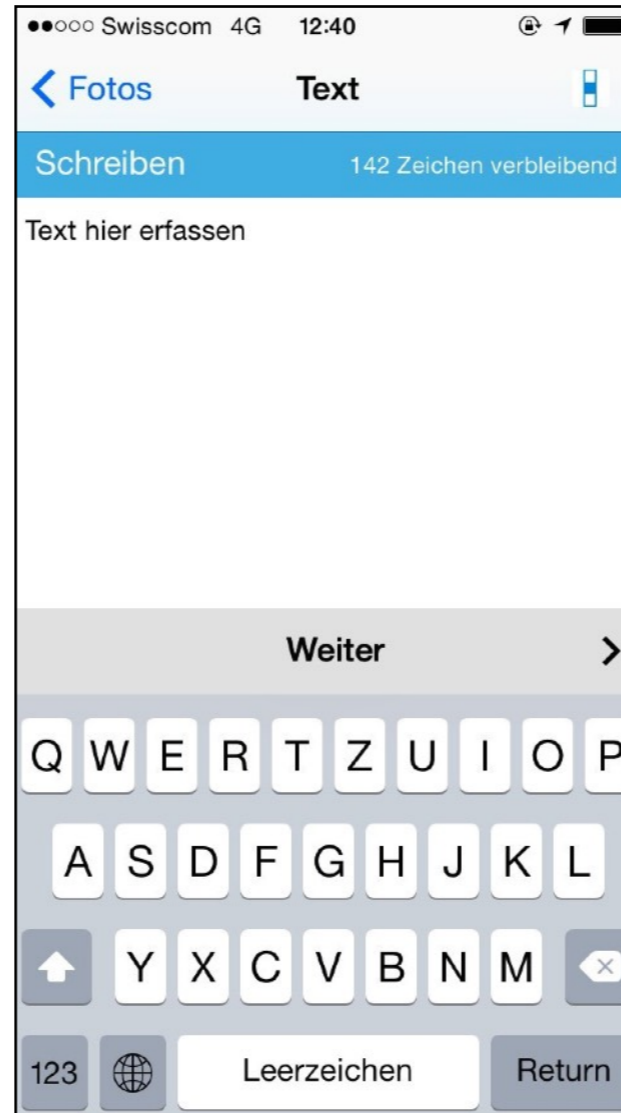 Swisscom 4G 12:40
Fotos Text
Schreiben 142 Zeichen verbleibend
Text hier erfassen
Weiter
Q W E R T Z U I O P
A S D F G H J K L
Y X C V B N M
123 Leerzeichen Return